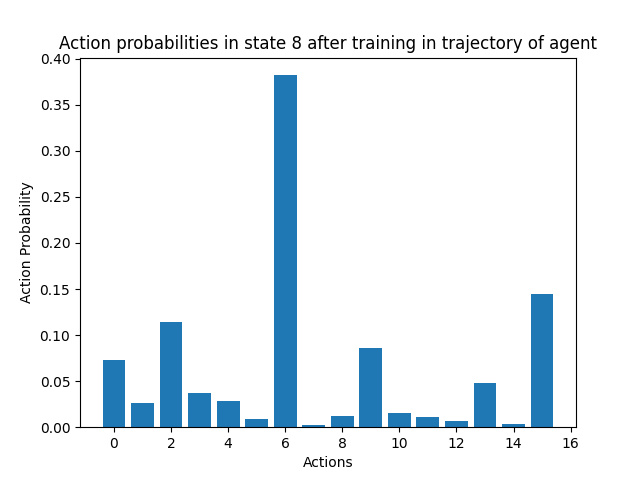 Action probabilities in state 8 after training in trajectory of agent
0.40
0.35
0.30
0.25
0.20
0.15
0.10
0.05
0.00
Action Probability
0 2 4 6 8 10 12 14 16
Actions